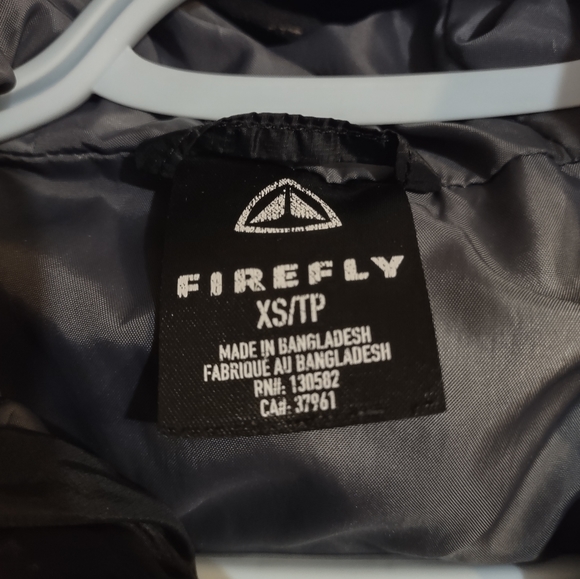 FIREFLY
XS/TP
MADE IN BANGLADESH
FABRIQUÉ AU BANGLADESH
RN#: 130582
CA#: 37961